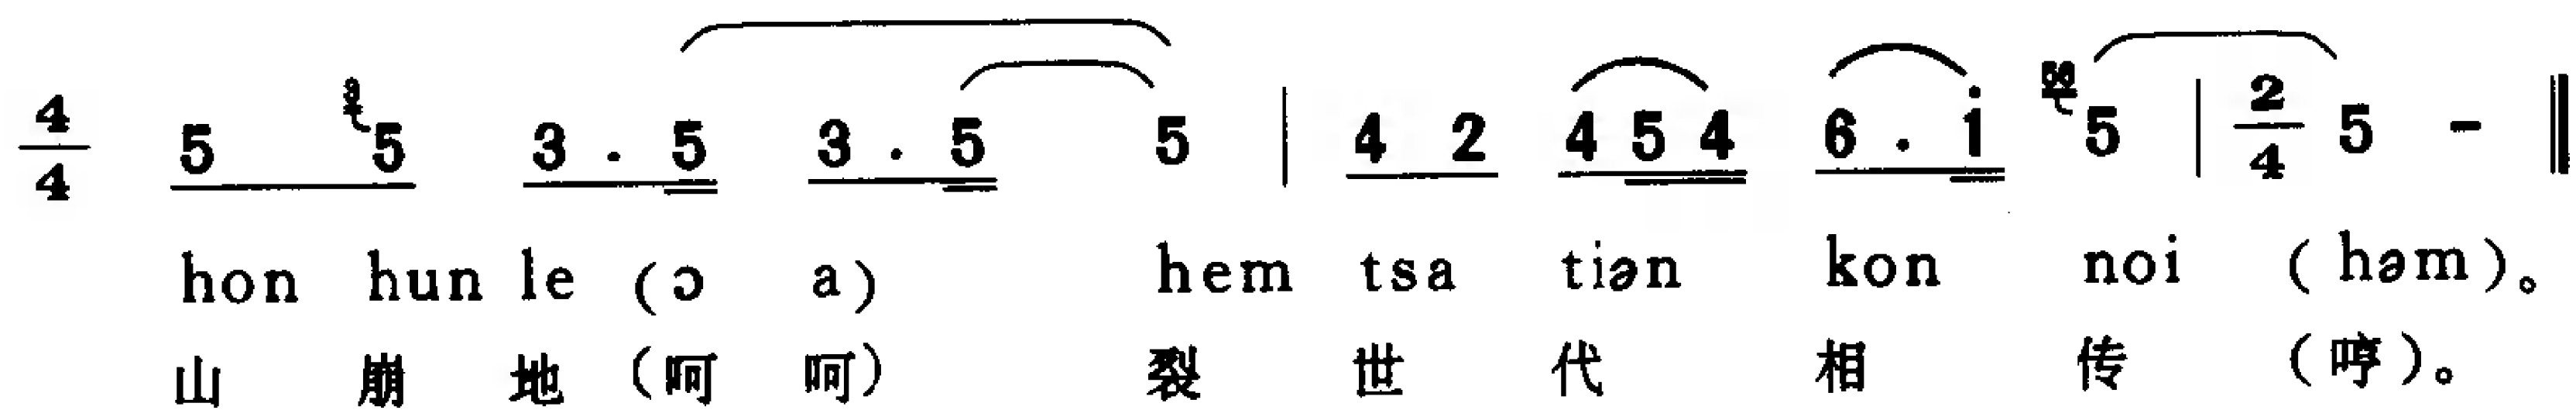 4/4 5 5 3 . 5 3 . 5 5 | 4 2 4 5 4 6 . i 5 | 2/4 5 - ‖
hon hun le (ɔ a) hem tsa tiən kon noi (həm)。
山 崩 地 (呵 呵) 裂 世 代 相 传 (哼)。